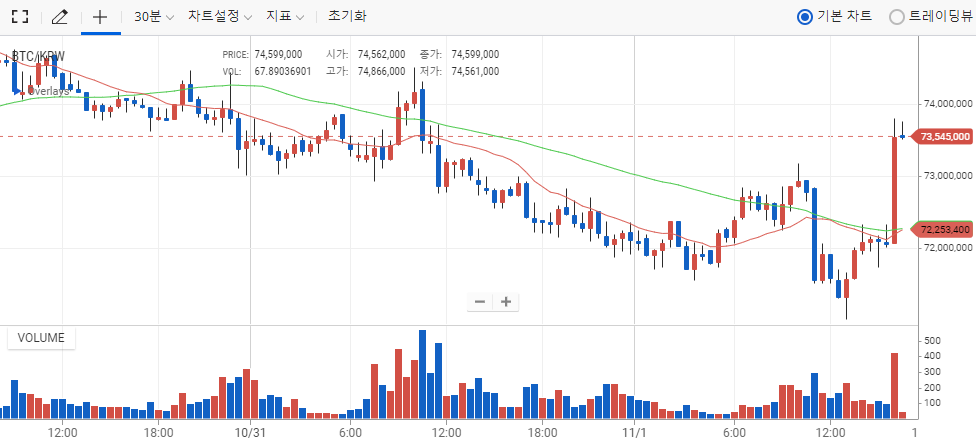 30분 차트설정 지표 초기화 기본 차트 트레이딩뷰
BTC/KRW PRICE: 74,599,000 시가: 74,562,000 종가: 74,599,000
VOL: 67.89036901 고가: 74,866,000 저가: 74,561,000
Overlays
74,000,000
73,545,000
73,000,000
72,253,400
72,000,000
− +
VOLUME
500
400
300
200
100
12:00 18:00 10/31 6:00 12:00 18:00 11/1 6:00 12:00 1